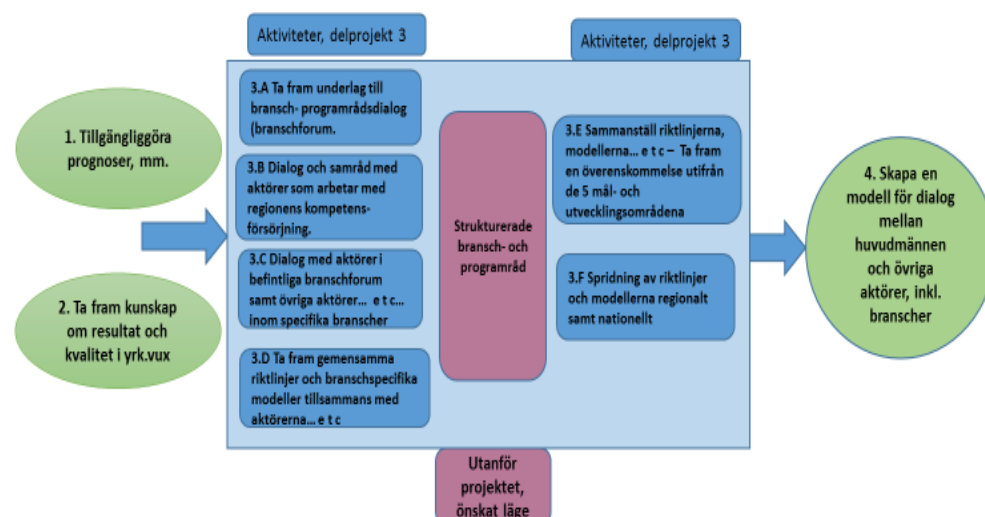 Aktiviteter, delprojekt 3
Aktiviteter, delprojekt 3
1. Tillgängliggöra
prognoser, mm.
2. Ta fram kunskap
om resultat och
kvalitet i yrk.vux
3.A Ta fram underlag till
bransch- programrådsdialog
(branschforum.
3.B Dialog och samråd med
aktörer som arbetar med
regionens kompetens-
försörjning.
3.C Dialog med aktörer i
befintliga branschforum
samt övriga aktörer... e t c...
inom specifika branscher
3.D Ta fram gemensamma
riktlinjer och branschspecifika
modeller tillsammans med
aktörerna... e t c
Strukturerade
bransch- och
programråd
3.E Sammanställ riktlinjerna,
modellerna... e t c – Ta fram
en överenskommelse utifrån
de 5 mål- och
utvecklingsområdena
3.F Spridning av riktlinjer
och modellerna regionalt
samt nationellt
4. Skapa en
modell för dialog
mellan
huvudmännen
och övriga
aktörer, inkl.
branscher
Utanför
projektet,
önskat läge